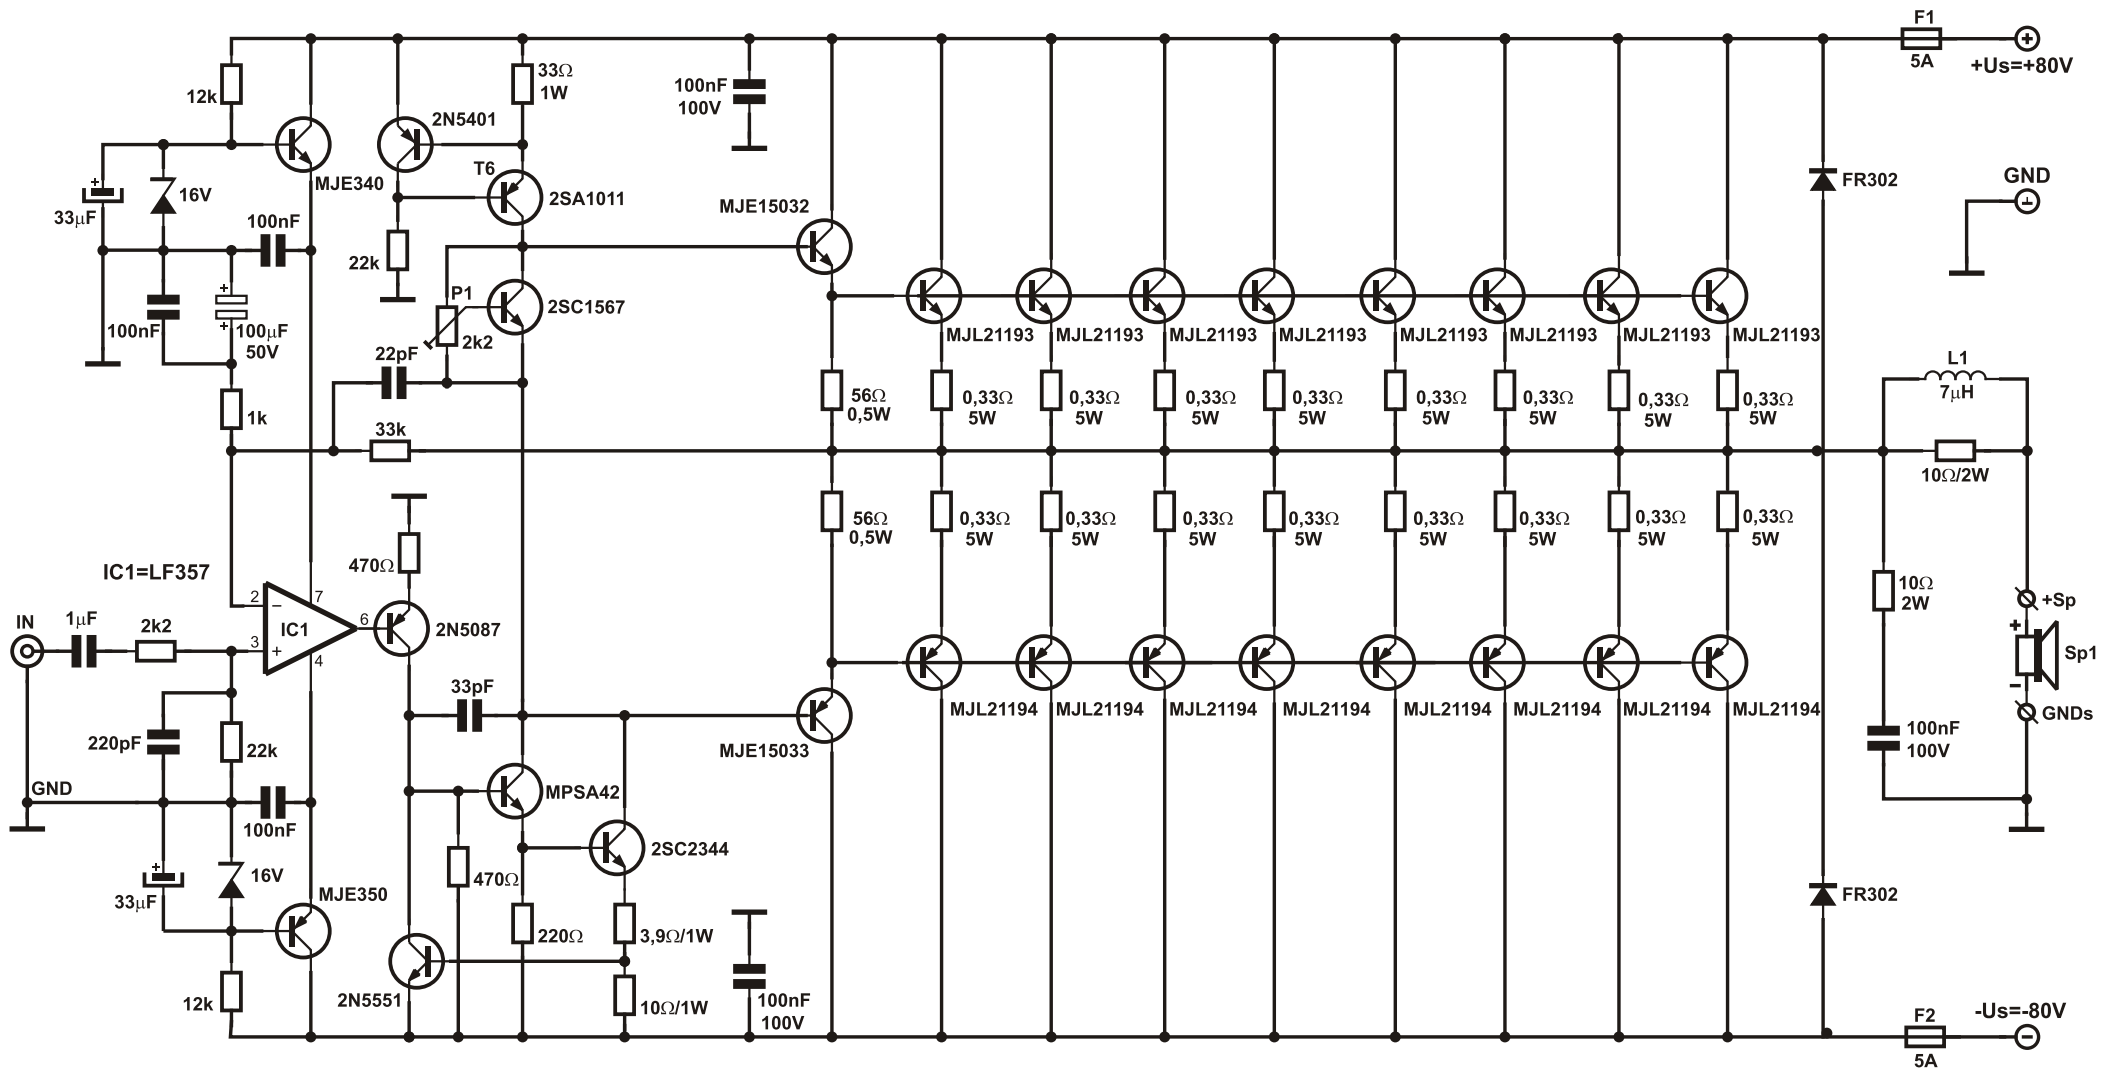 F1
5A
+Us=+80V
33Ω
1W
12k
2N5401
100nF
100V
MJE340
T6
2SA1011
FR302
GND
16V
33µF
100nF
MJE15032
22k
P1
2SC1567
2k2
100nF
100µF
50V
22pF
MJL21193
MJL21193
MJL21193
MJL21193
MJL21193
MJL21193
MJL21193
MJL21193
L1
7µH
1k
33k
56Ω
0,5W
0,33Ω
5W
0,33Ω
5W
0,33Ω
5W
0,33Ω
5W
0,33Ω
5W
0,33Ω
5W
0,33Ω
5W
0,33Ω
5W
10Ω/2W
56Ω
0,5W
0,33Ω
5W
0,33Ω
5W
0,33Ω
5W
0,33Ω
5W
0,33Ω
5W
0,33Ω
5W
0,33Ω
5W
0,33Ω
5W
470Ω
IC1=LF357
2
7
IC1
6
3
4
2N5087
10Ω
2W
+Sp
Sp1
GNDs
IN
1µF
2k2
33pF
MJL21194
MJL21194
MJL21194
MJL21194
MJL21194
MJL21194
MJL21194
MJL21194
220pF
22k
MJE15033
100nF
100V
GND
100nF
MPSA42
2SC2344
16V
33µF
MJE350
470Ω
220Ω
3,9Ω/1W
FR302
12k
2N5551
10Ω/1W
100nF
100V
F2
5A
-Us=-80V